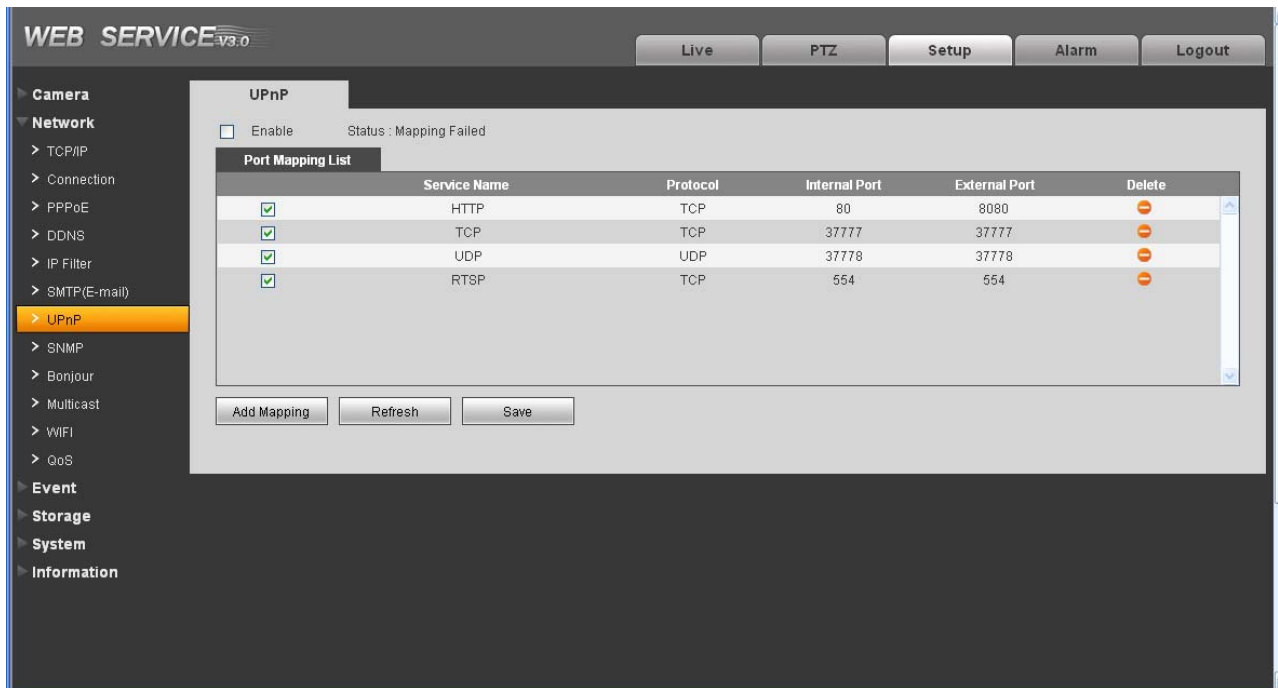 WEB SERVICE V3.0
Live PTZ Setup Alarm Logout
Camera
Network
> TCP/IP
> Connection
> PPPoE
> DDNS
> IP Filter
> SMTP(E-mail)
> UPnP
> SNMP
> Bonjour
> Multicast
> WIFI
> QoS
Event
Storage
System
Information
UPnP
Enable Status : Mapping Failed
Port Mapping List
Service Name Protocol Internal Port External Port Delete
HTTP TCP 80 8080
TCP TCP 37777 37777
UDP UDP 37778 37778
RTSP TCP 554 554
Add Mapping Refresh Save